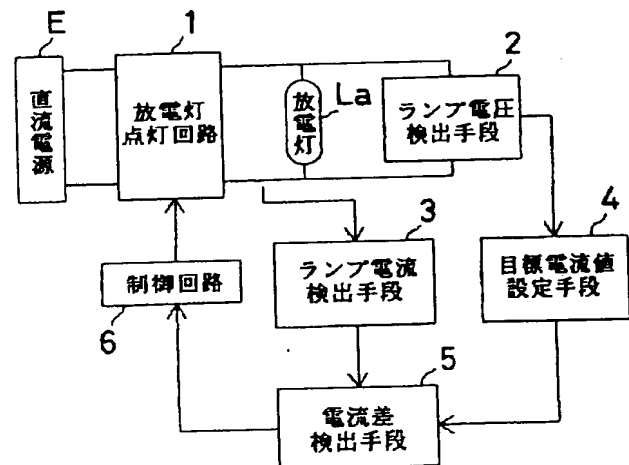 E
直流電源
1
放電灯
点灯回路
放電灯
La
2
ランプ電圧
検出手段
3
ランプ電流
検出手段
4
目標電流値
設定手段
制御回路
6
5
電流差
検出手段